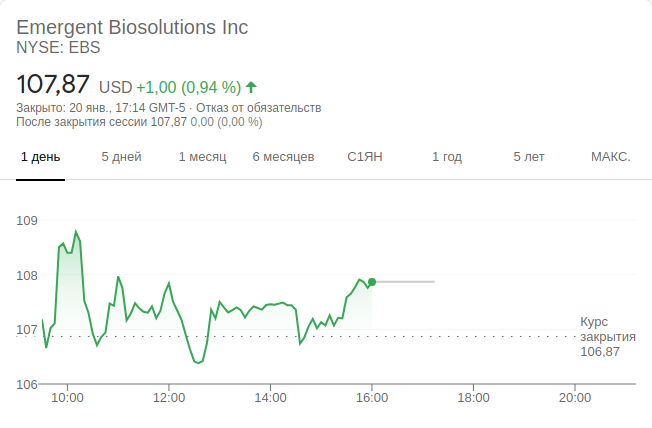 Emergent Biosolutions Inc
NYSE: EBS
107,87 USD +1,00 (0,94 %)
Закрыто: 20 янв., 17:14 GMT-5 · Отказ от обязательств
После закрытия сессии 107,87 0,00 (0,00 %)
1 день 5 дней 1 месяц 6 месяцев С1ЯН 1 год 5 лет МАКС.
109
108
107
106
Курс
закрытия
106,87
10:00 12:00 14:00 16:00 18:00 20:00